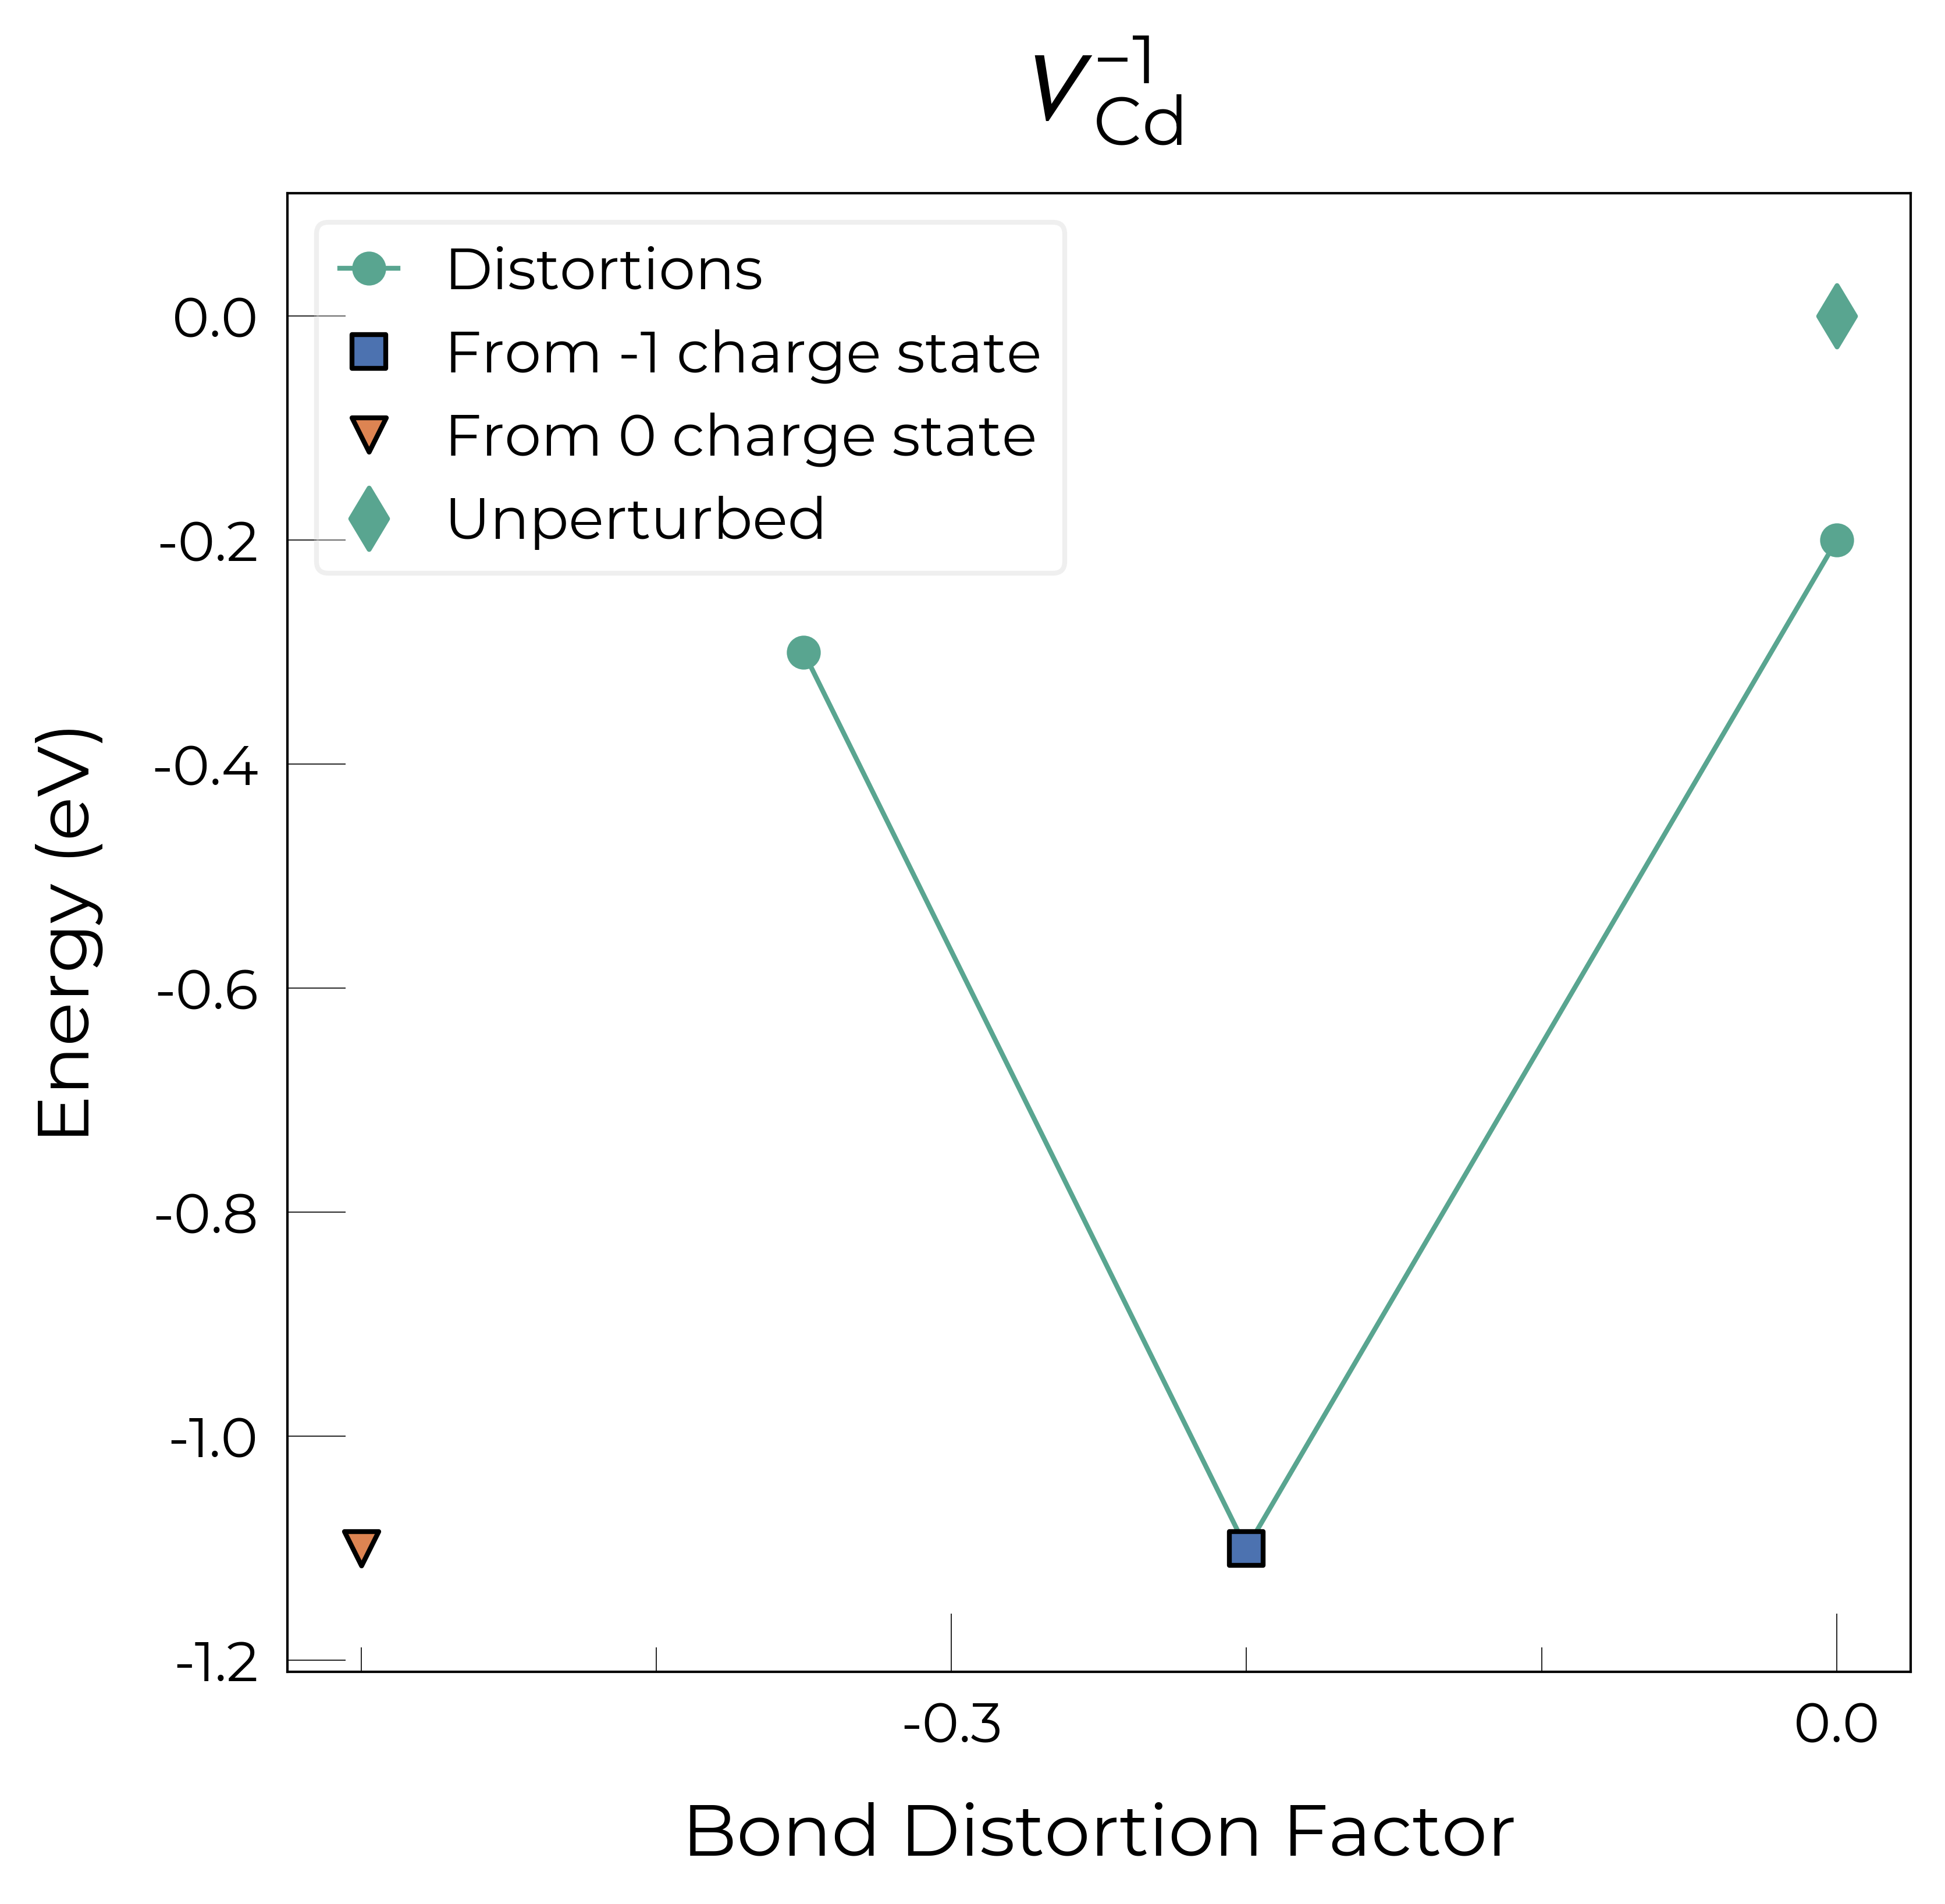 V⁻¹Cd
Distortions
From -1 charge state
From 0 charge state
Unperturbed
0.0
-0.2
-0.4
-0.6
-0.8
-1.0
-1.2
Energy (eV)
-0.3 0.0
Bond Distortion Factor